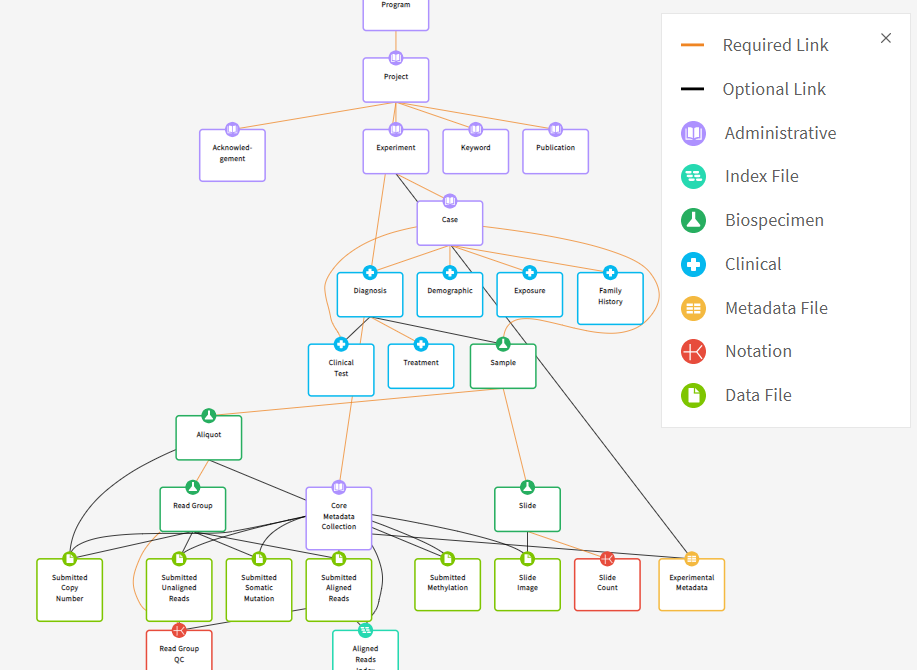 Program
Project
Required Link
Optional Link
Administrative
Index File
Biospecimen
Clinical
Metadata File
Notation
Data File
Acknowled-
gement
Experiment
Keyword
Publication
Case
Diagnosis
Demographic
Exposure
Family
History
Clinical
Test
Treatment
Sample
Aliquot
Read Group
Core
Metadata
Collection
Slide
Submitted
Copy
Number
Submitted
Unaligned
Reads
Submitted
Somatic
Mutation
Submitted
Aligned
Reads
Submitted
Methylation
Slide
Image
Slide
Count
Experimental
Metadata
Read Group
QC
Aligned
Reads
Index